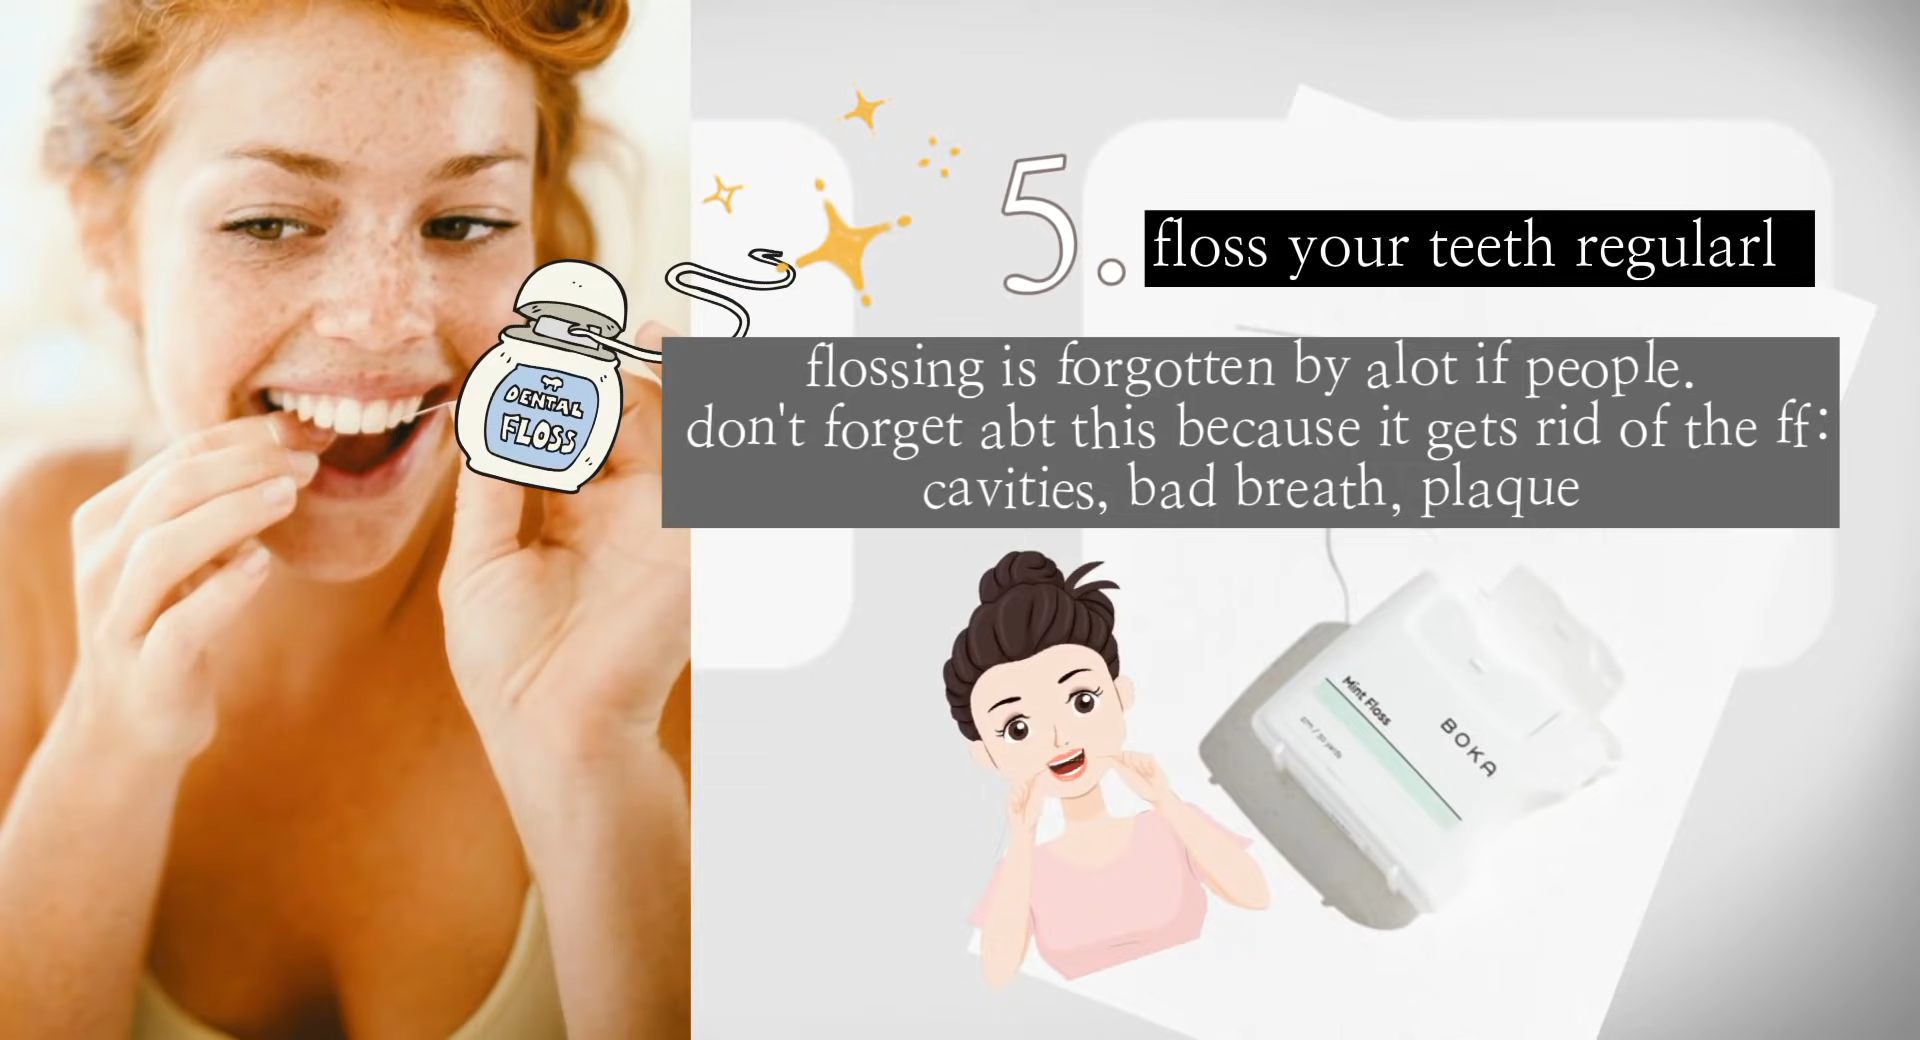 5.
floss your teeth regularl
flossing is forgotten by alot if people.
don't forget abt this because it gets rid of the ff:
cavities, bad breath, plaque
DENTAL
FLOSS
Mint Floss
BOKA